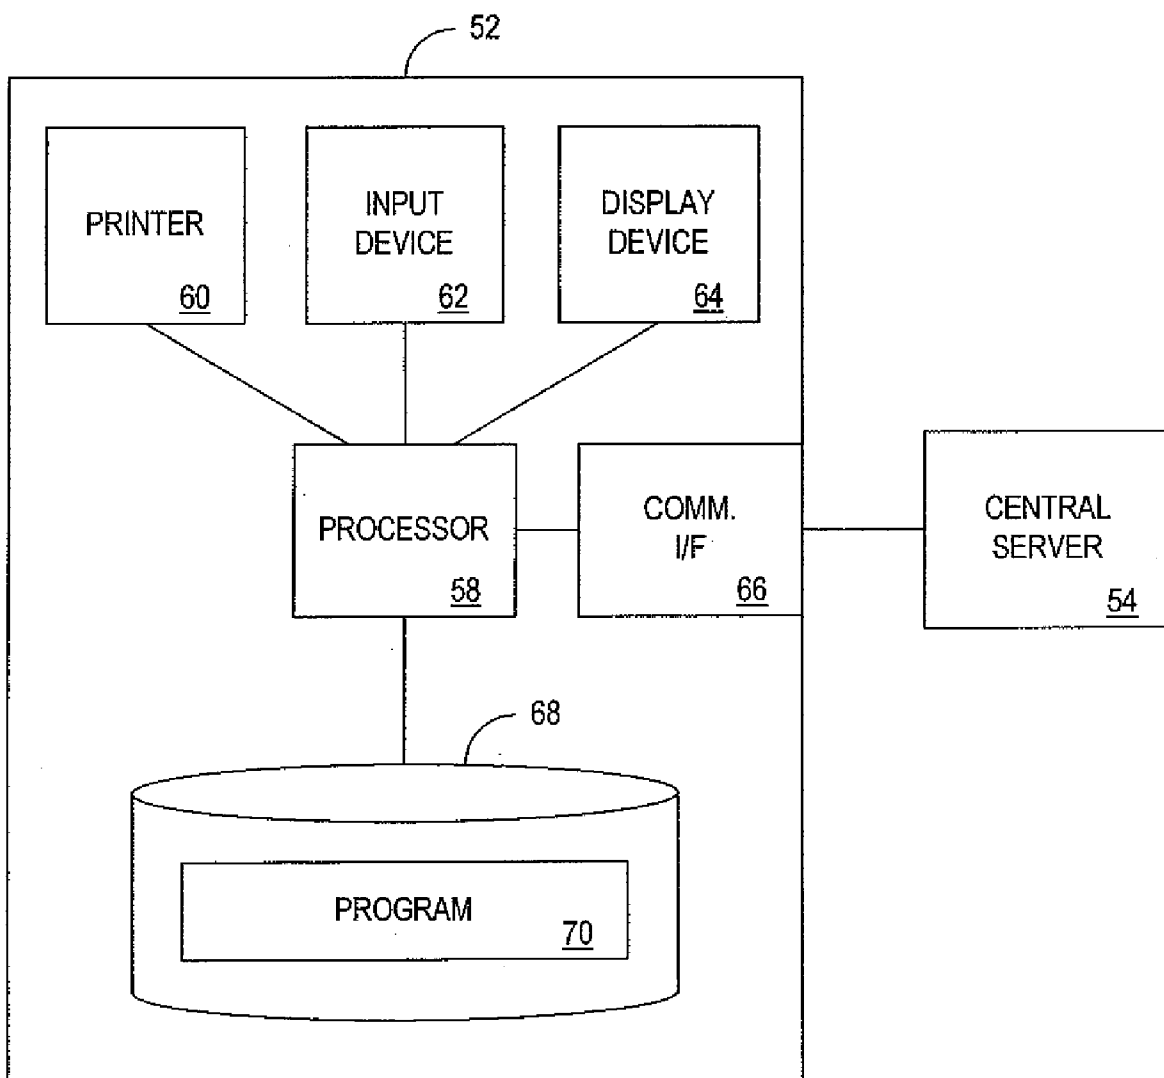 52
PRINTER
60
INPUT
DEVICE
62
DISPLAY
DEVICE
64
PROCESSOR
58
COMM.
I/F
66
CENTRAL
SERVER
54
68
PROGRAM
70